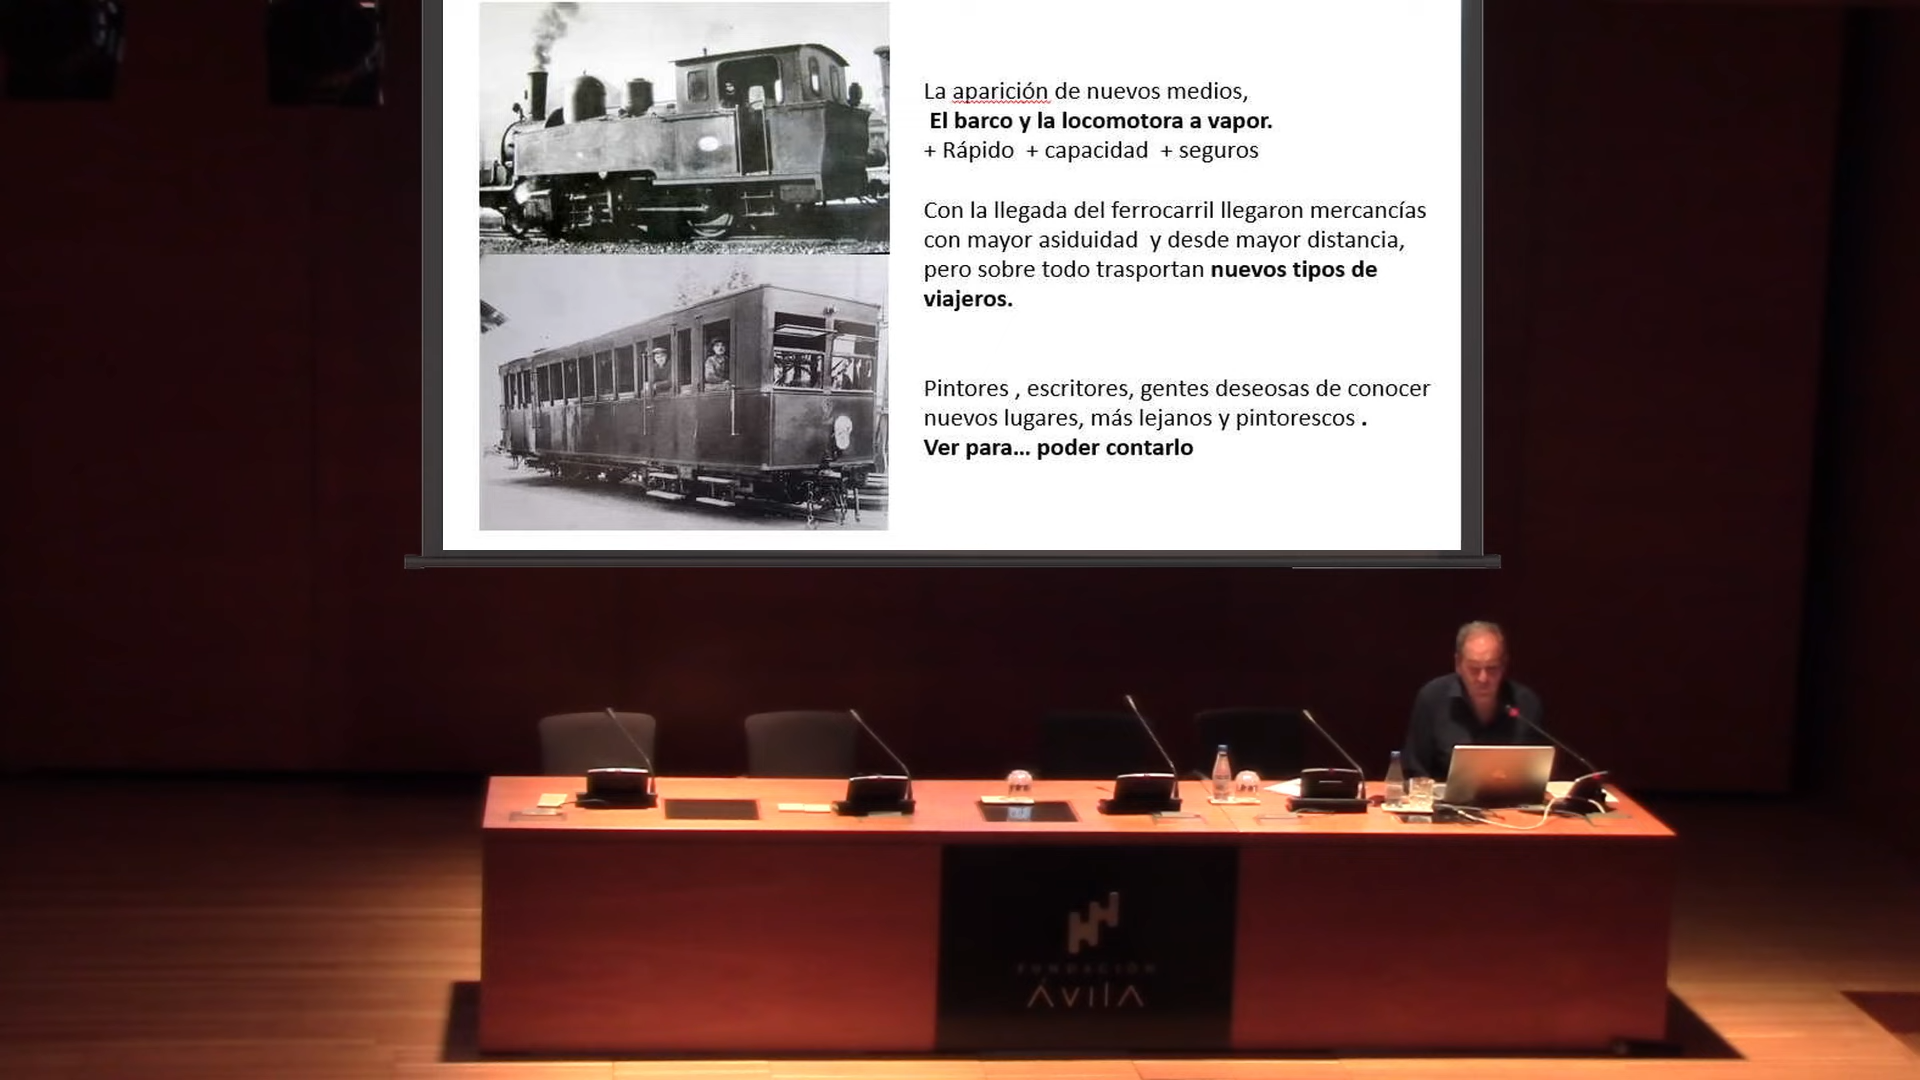 La aparición de nuevos medios,
El barco y la locomotora a vapor.
+ Rápido + capacidad + seguros
Con la llegada del ferrocarril llegaron mercancías
con mayor asiduidad y desde mayor distancia,
pero sobre todo trasportan nuevos tipos de
viajeros.
Pintores , escritores, gentes deseosas de conocer
nuevos lugares, más lejanos y pintorescos .
Ver para... poder contarlo
FUNDACIÓN
ÁVILA